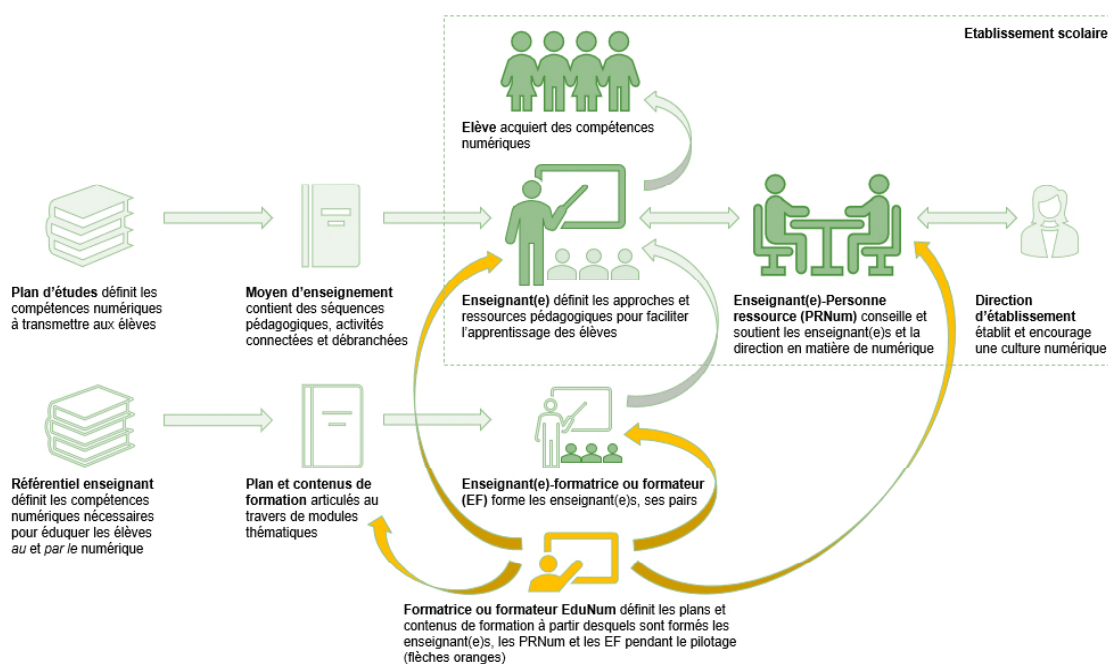 Etablissement scolaire
Elève acquiert des compétences
numériques
Plan d'études définit les
compétences numériques
à transmettre aux élèves
Moyen d'enseignement
contient des séquences
pédagogiques, activités
connectées et débranchées
Enseignant(e) définit les approches et
ressources pédagogiques pour faciliter
l'apprentissage des élèves
Enseignant(e)-Personne
ressource (PRNum) conseille et
soutient les enseignant(e)s et la
direction en matière de numérique
Direction
d'établissement
établit et encourage
une culture numérique
Référentiel enseignant
définit les compétences
numériques nécessaires
pour éduquer les élèves
au et par le numérique
Plan et contenus de
formation articulés au
travers de modules
thématiques
Enseignant(e)-formatrice ou formateur
(EF) forme les enseignant(e)s, ses pairs
Formatrice ou formateur EduNum définit les plans et
contenus de formation à partir desquels sont formés les
enseignant(e)s, les PRNum et les EF pendant le pilotage
(flèches oranges)